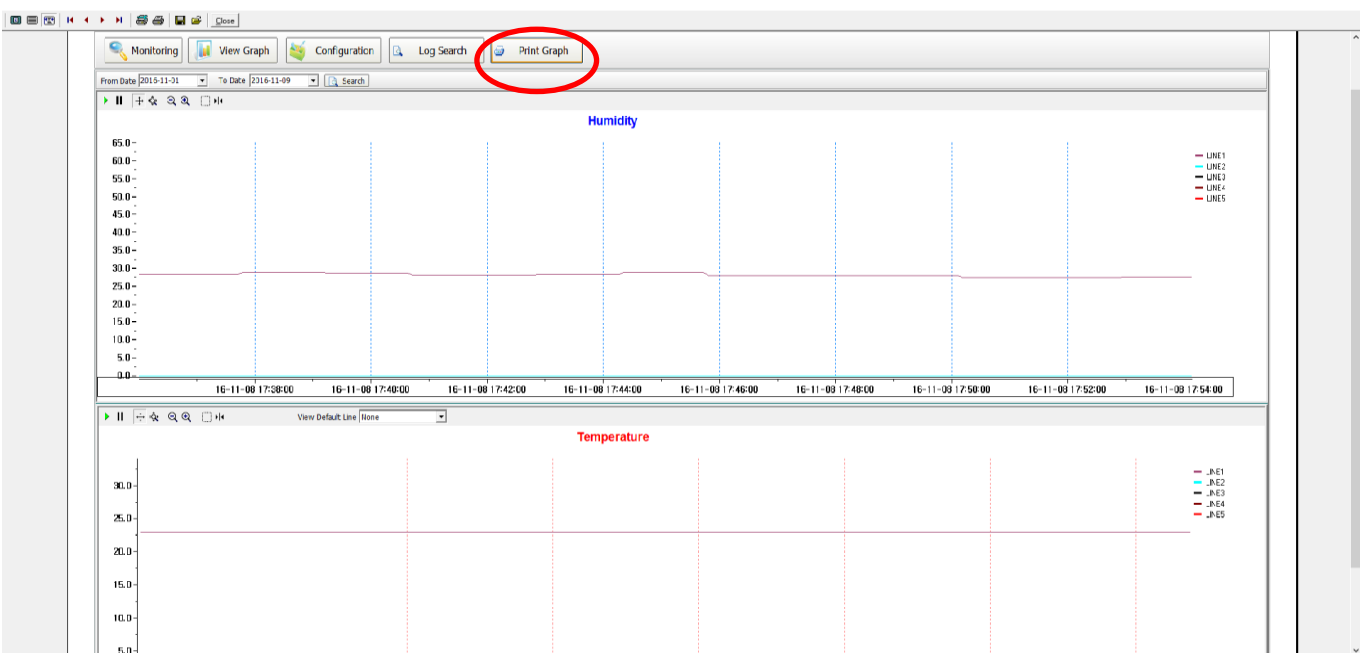 Close
Monitoring View Graph Configuration Log Search Print Graph
From Date 2015-11-01 To Date 2016-11-09 Search
Humidity
65.0
60.0
55.0
50.0
45.0
40.0
35.0
30.0
25.0
20.0
15.0
10.0
5.0
0.0
LINE1
LINE2
LINE3
LINE4
LINE5
16-11-08 17:38:00 16-11-08 17:40:00 16-11-08 17:42:00 16-11-08 17:44:00 16-11-08 17:46:00 16-11-08 17:48:00 16-11-08 17:50:00 16-11-08 17:52:00 16-11-08 17:54:00
View Default Line None
Temperature
30.0
25.0
20.0
15.0
10.0
5.0
LINE1
LINE2
LINE3
LINE4
LINE5